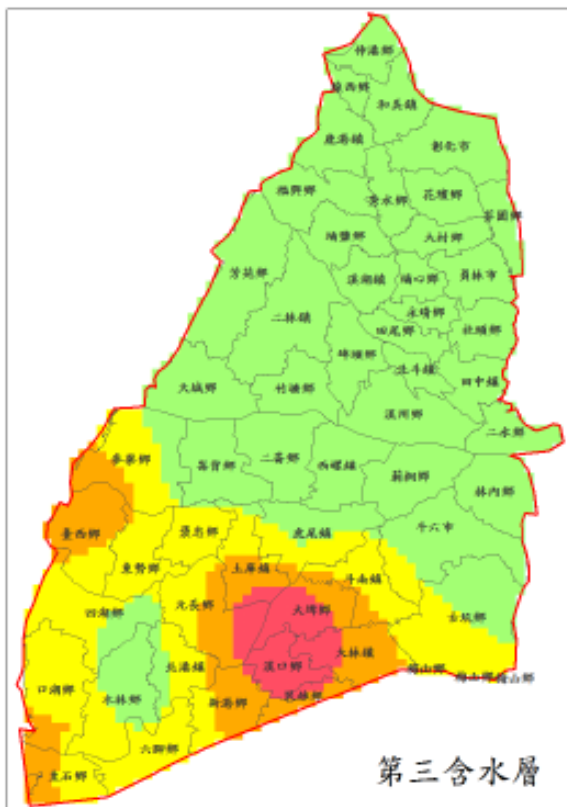 伸港鄉
線西鄉
和美鎮
鹿港鎮
彰化市
福興鄉
秀水鄉
花壇鄉
芬園鄉
埔鹽鄉
大村鄉
芳苑鄉
溪湖鎮
埔心鄉
員林市
二林鎮
永靖鄉
田尾鄉
社頭鄉
埤頭鄉
北斗鎮
田中鎮
大城鄉
竹塘鄉
溪州鄉
二水鄉
麥寮鄉
崙背鄉
二崙鄉
西螺鎮
莿桐鄉
林內鄉
斗六市
臺西鄉
褒忠鄉
虎尾鎮
東勢鄉
土庫鎮
斗南鎮
四湖鄉
元長鄉
大埤鄉
古坑鄉
北港鎮
溪口鄉
大林鎮
梅山鄉
梅山鄉
口湖鄉
水林鄉
新港鄉
民雄鄉
六腳鄉
東石鄉
第三含水層